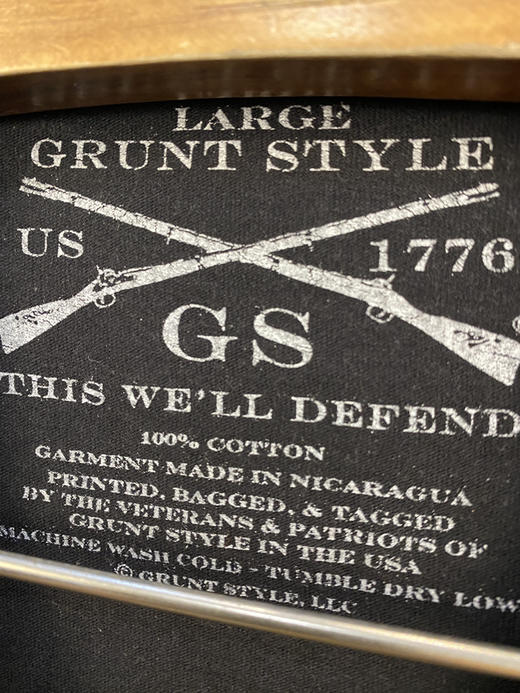 LARGE
GRUNT STYLE
US 1776
GS
THIS WE'LL DEFEND
100% COTTON
GARMENT MADE IN NICARAGUA
PRINTED, BAGGED, & TAGGED
BY THE VETERANS & PATRIOTS OF
GRUNT STYLE IN THE USA
MACHINE WASH COLD - TUMBLE DRY LOW
© GRUNT STYLE, LLC